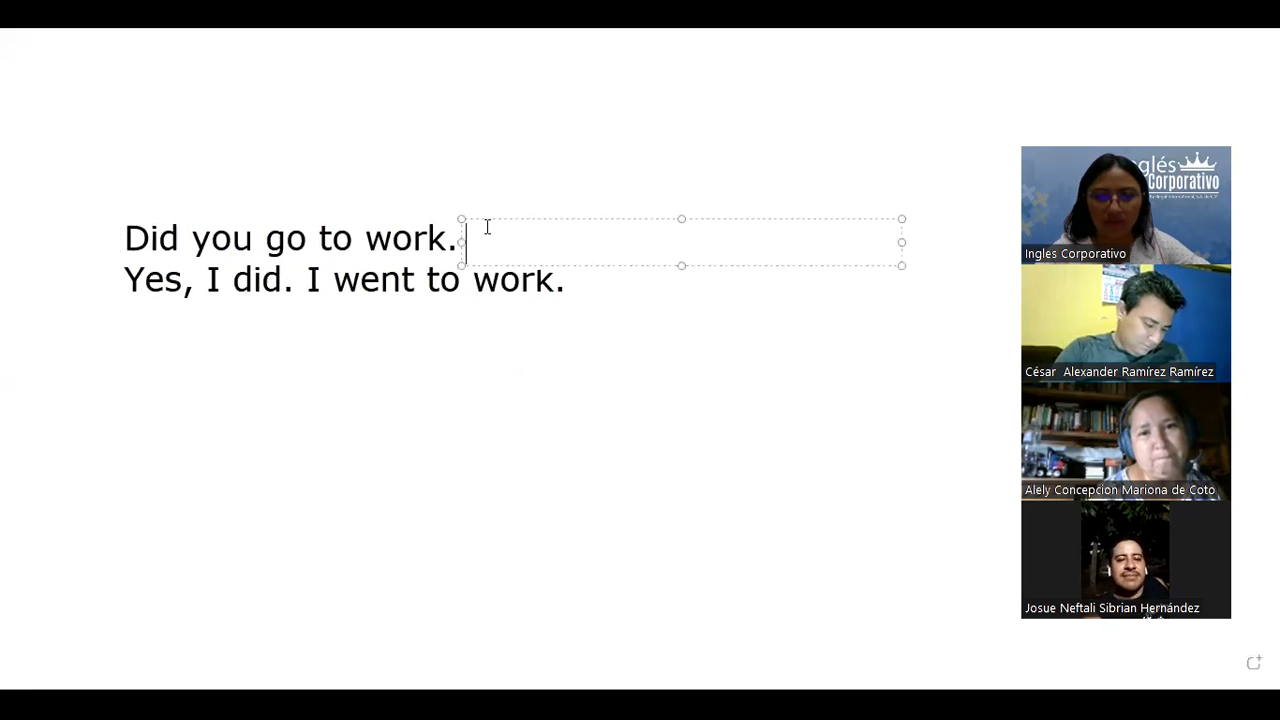 Did you go to work.
Yes, I did. I went to work.
Inglés
Corporativo
Ingles Corporativo
César Alexander Ramírez Ramírez
Alely Concepcion Mariona de Coto
Josue Neftali Sibrian Hernández